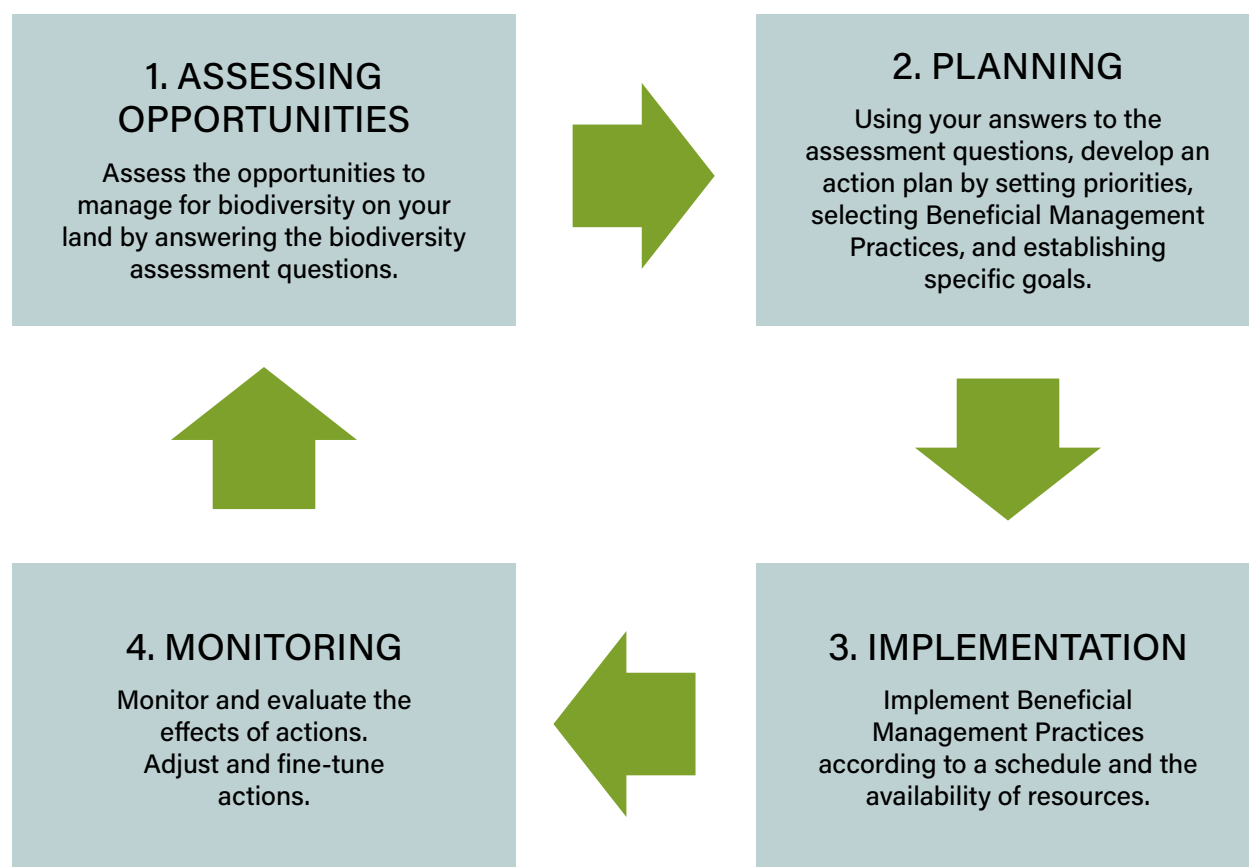 1. ASSESSING
OPPORTUNITIES
Assess the opportunities to
manage for biodiversity on your
land by answering the biodiversity
assessment questions.
2. PLANNING
Using your answers to the
assessment questions, develop an
action plan by setting priorities,
selecting Beneficial Management
Practices, and establishing
specific goals.
3. IMPLEMENTATION
Implement Beneficial
Management Practices
according to a schedule and the
availability of resources.
4. MONITORING
Monitor and evaluate the
effects of actions.
Adjust and fine-tune
actions.